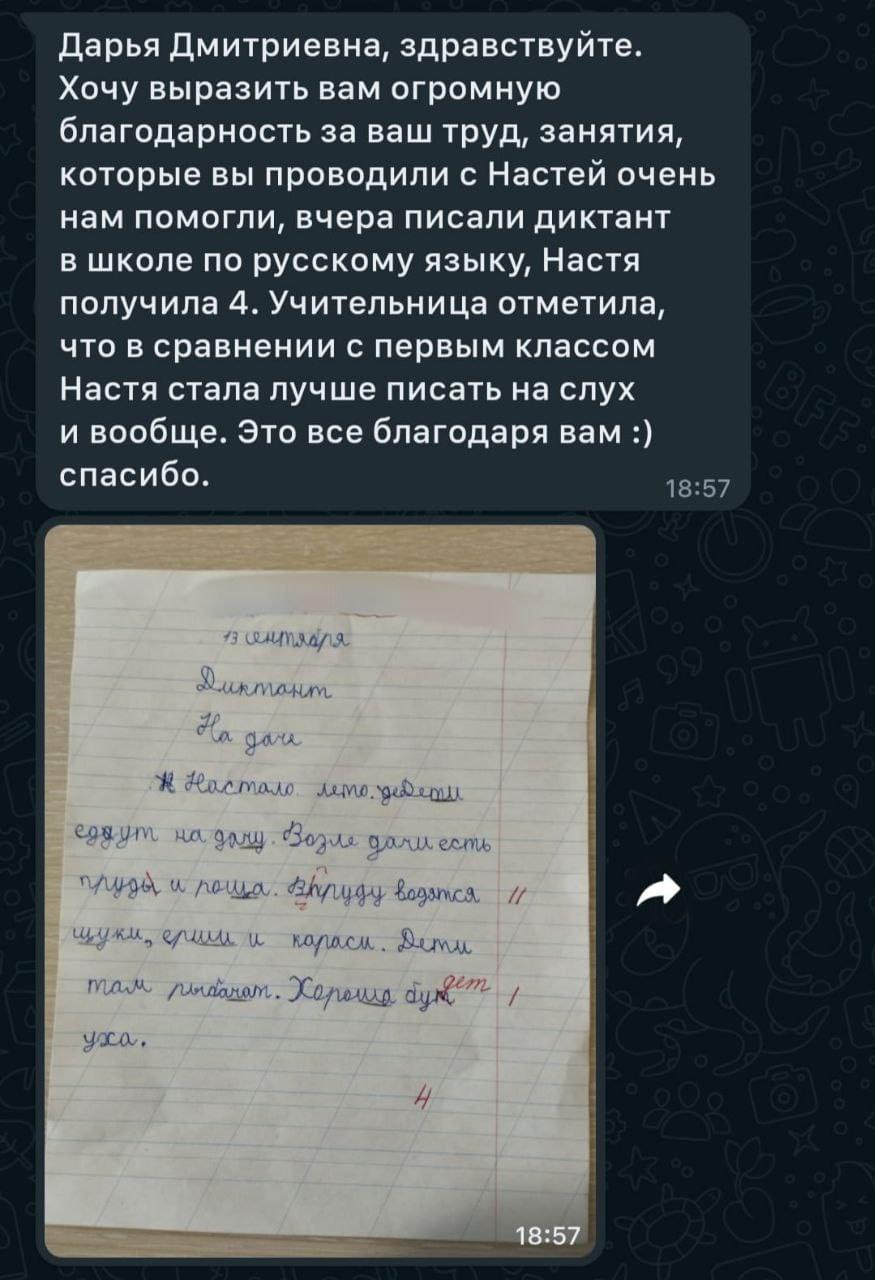 Дарья Дмитриевна, здравствуйте.
Хочу выразить вам огромную
благодарность за ваш труд, занятия,
которые вы проводили с Настей очень
нам помогли, вчера писали диктант
в школе по русскому языку, Настя
получила 4. Учительница отметила,
что в сравнении с первым классом
Настя стала лучше писать на слух
и вообще. Это все благодаря вам :)
спасибо.
18:57
13 сентября
Диктант
На даче
Настало лето. Дети
едут на дачу. Возле дачи есть
пруды и роща. В пруду водятся
щуки, ерши и караси. Дети
там рыбачат. Хороша будет
уха.
4
18:57